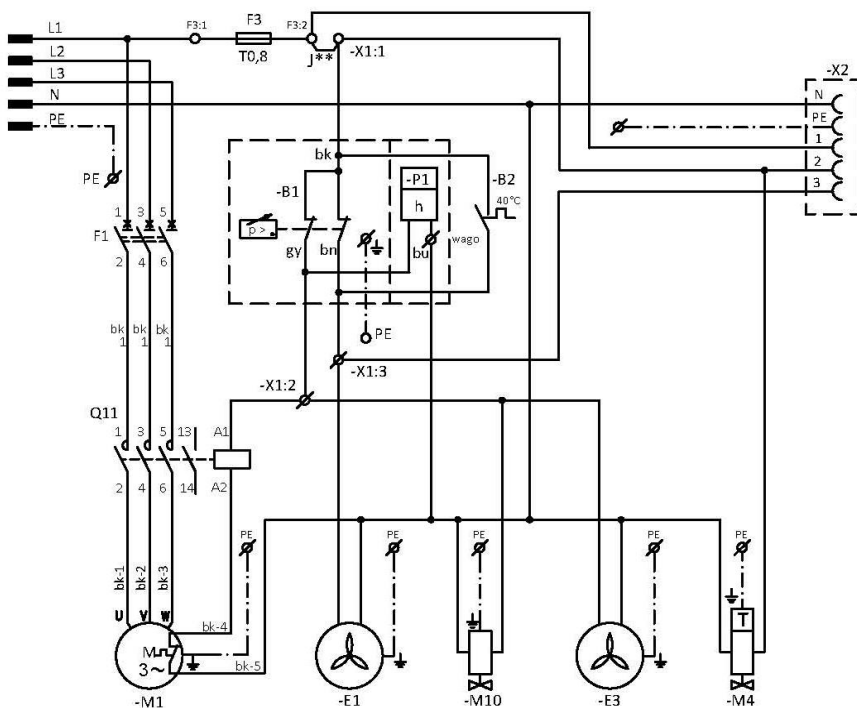 L1
F3:1
F3
F3:2
T0,8
J**
-X1:1
L2
L3
N
PE
-X2
N
PE
1
2
3
PE
bk
-B1
-P1
h
-B2
40°C
p >
gy
bn
bu
wago
PE
1 3 5
F1
2 4 6
bk 1
bk 1
bk 1
-X1:2
-X1:3
Q11
1 3 5 13
A1
2 4 6 14
A2
bk-1
bk-2
bk-3
U V W
bk-4
bk-5
M
3~
PE
PE
PE
PE
PE
T
-M1
-E1
-M10
-E3
-M4